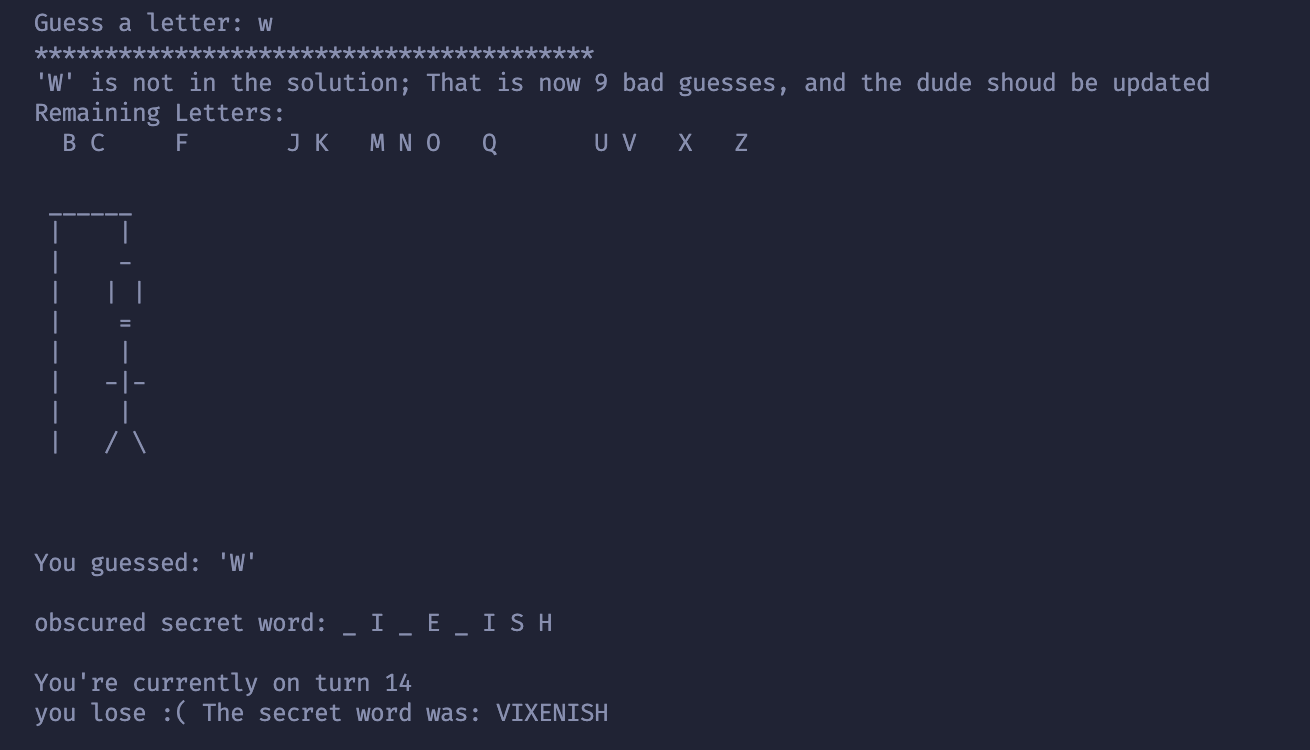 Guess a letter: w
****************************************
'W' is not in the solution; That is now 9 bad guesses, and the dude shoud be updated
Remaining Letters:
  B C     F       J K   M N O   Q       U V   X   Z
 ______
 |    |
 |    -
 |   | |
 |    =
 |    |
 |   -|-
 |    |
 |   / \
You guessed: 'W'
obscured secret word: _ I _ E _ I S H
You're currently on turn 14
you lose :( The secret word was: VIXENISH